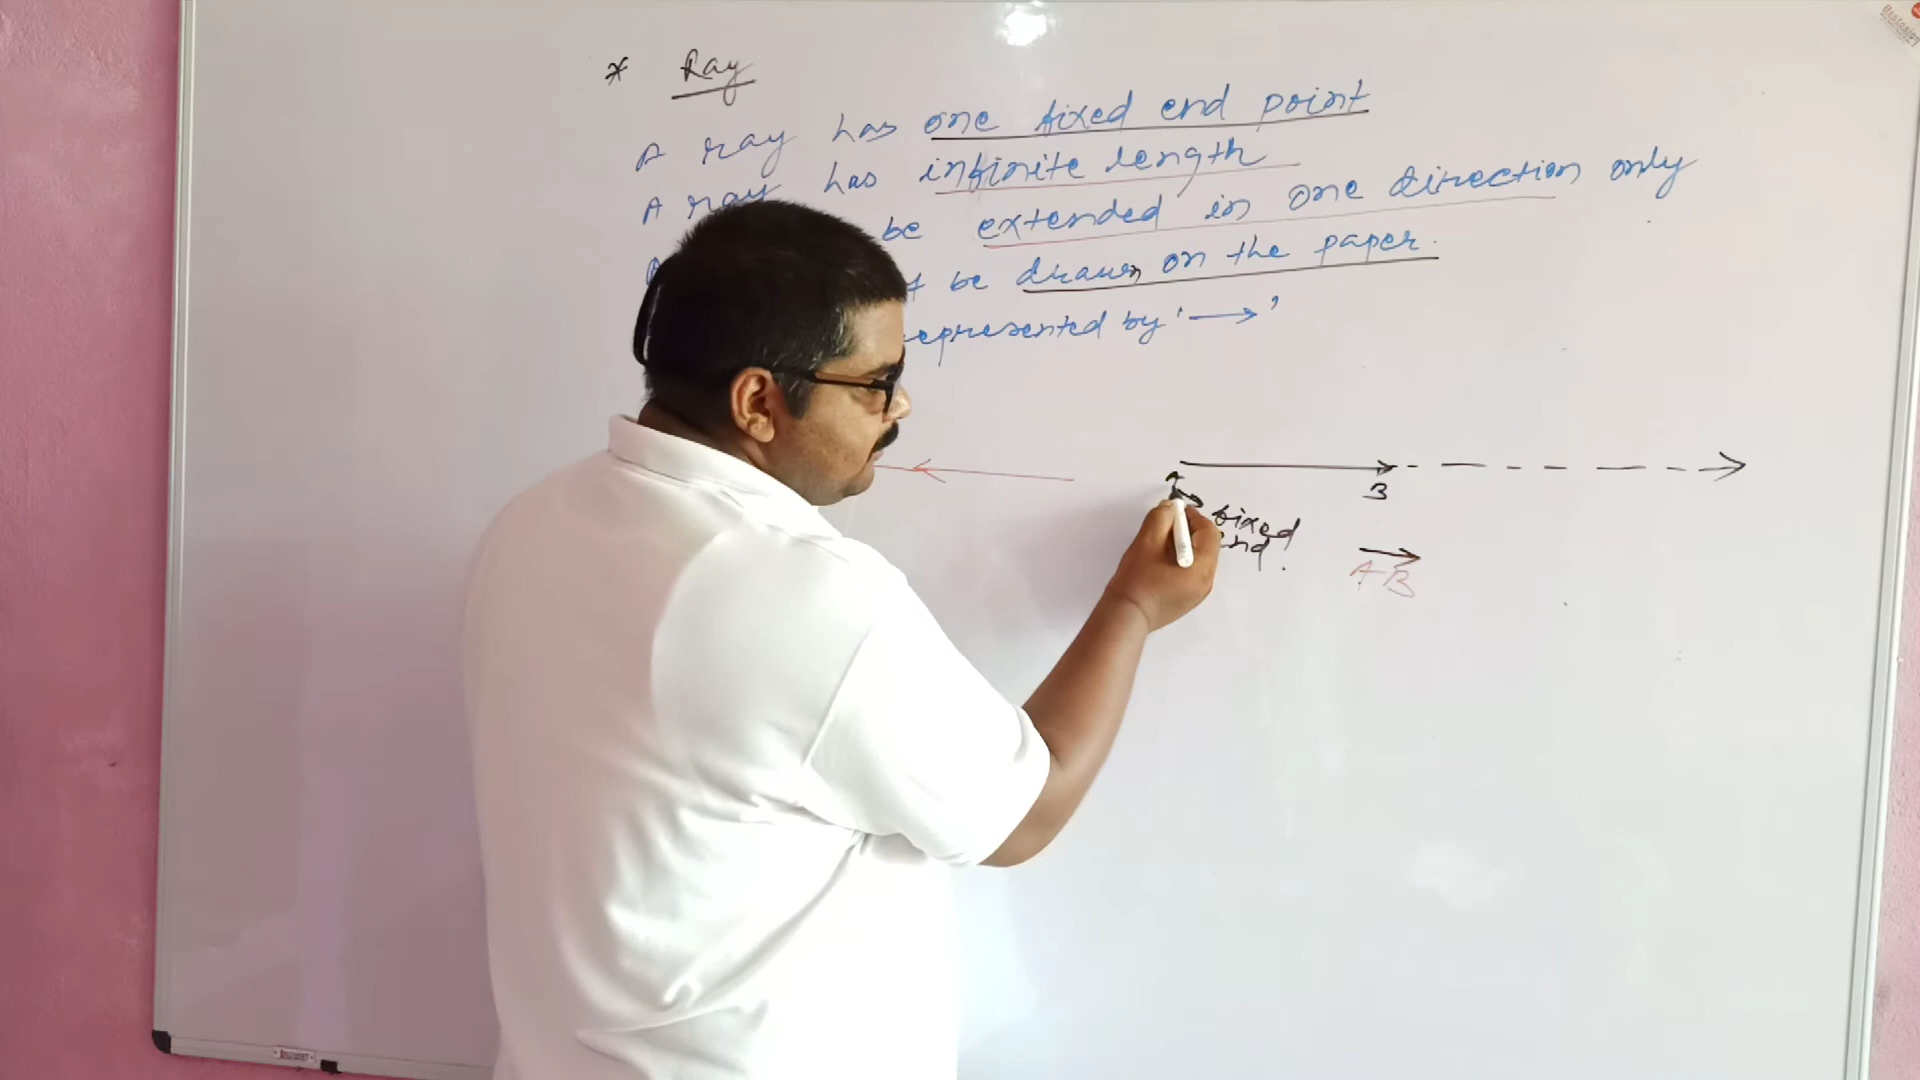 * Ray
A ray has one fixed end point
A ray has infinite length
be extended in one direction only
be drawn on the paper.
represented by '⟶'
B
fixed
end.
AB